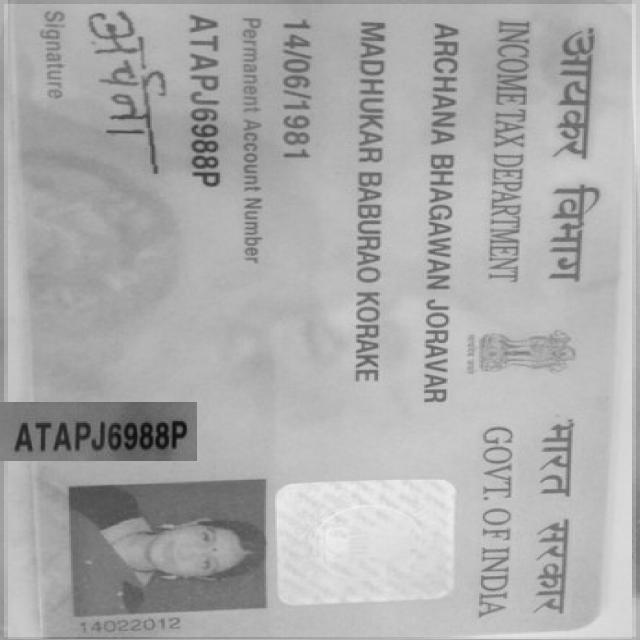 आयकर विभाग
भारत सरकार
INCOME TAX DEPARTMENT
GOVT. OF INDIA
सत्यमेव जयते
ARCHANA BHAGAWAN JORAVAR
MADHUKAR BABURAO KORAKE
14/06/1981
Permanent Account Number
ATAPJ6988P
अर्चना
Signature
14022012
ATAPJ6988P